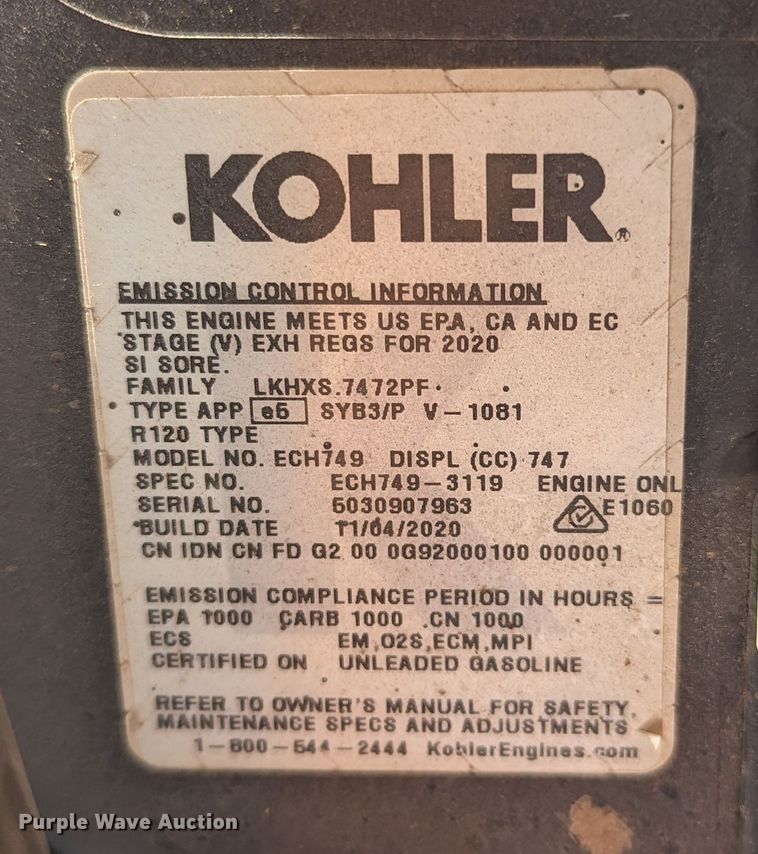 KOHLER.
EMISSION CONTROL INFORMATION
THIS ENGINE MEETS US EPA, CA AND EC
STAGE (V) EXH REGS FOR 2020
SI SORE.
FAMILY LKHXS.7472PF
TYPE APP e5 SYB3/P V-1081
R120 TYPE
MODEL NO. ECH749 DISPL (CC) 747
SPEC NO. ECH749-3119 ENGINE ONL
SERIAL NO. 5030907963 E1060
BUILD DATE 11/04/2020
CN IDN CN FD G2 00 0G92000100 000001
EMISSION COMPLIANCE PERIOD IN HOURS =
EPA 1000 CARB 1000 CN 1000
ECS EM,O2S,ECM,MPI
CERTIFIED ON UNLEADED GASOLINE
REFER TO OWNER'S MANUAL FOR SAFETY,
MAINTENANCE SPECS AND ADJUSTMENTS
1-800-544-2444 KohlerEngines.com
Purple Wave Auction